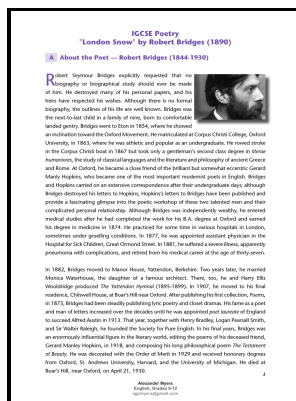 IGCSE Poetry
"London Snow" by Robert Bridges (1890)
A About the Poet — Robert Bridges (1844-1930)
Robert Seymour Bridges explicitly requested that no
biography or biographical study should ever be made
of him. He destroyed many of his personal papers, and his
heirs have respected his wishes. Although there is no formal
biography, the outlines of his life are well known. Bridges was
the next-to-last child in a family of nine, born to comfortable
landed gentry. Bridges went to Eton in 1854, where he showed
an inclination toward the Oxford Movement. He matriculated at Corpus Christi College, Oxford
University, in 1863, where he was athletic and popular as an undergraduate. He rowed stroke
in the Corpus Christi boat in 1867 but took only a gentleman's second class degree in literae
humaniores, the study of classical languages and the literature and philosophy of ancient Greece
and Rome. At Oxford, he became a close friend of the brilliant but somewhat eccentric Gerard
Manly Hopkins, who became one of the most important modernist poets in English. Bridges
and Hopkins carried on an extensive correspondence after their undergraduate days; although
Bridges destroyed his letters to Hopkins, Hopkins's letters to Bridges have been published and
provide a fascinating glimpse into the poetic workshop of these two talented men and their
complicated personal relationship. Although Bridges was independently wealthy, he entered
medical studies after he had completed the work for his B.A. degree at Oxford and earned
his degree in medicine in 1874. He practiced for some time in various hospitals in London,
sometimes under gruelling conditions. In 1877, he was appointed assistant physician in the
Hospital for Sick Children, Great Ormond Street. In 1881, he suffered a severe illness, apparently
pneumonia with complications, and retired from his medical career at the age of thirty-seven.
In 1882, Bridges moved to Manor House, Yattendon, Berkshire. Two years later, he married
Monica Waterhouse, the daughter of a famous architect. There, too, he and Harry Ellis
Wooldridge produced The Yattendon Hymnal (1895-1899). In 1907, he moved to his final
residence, Chilswell House, at Boar's Hill near Oxford. After publishing his first collection, Poems,
in 1873, Bridges had been steadily publishing lyric poetry and closet drama. His fame as a poet
and man of letters increased over the decades until he was appointed poet laureate of England
to succeed Alfred Austin in 1913. That year, together with Henry Bradley, Logan Pearsall Smith,
and Sir Walter Raleigh, he founded the Society for Pure English. In his final years, Bridges was
an enormously influential figure in the literary world, editing the poems of his deceased friend,
Gerard Manley Hopkins, in 1918, and composing his long philosophical poem The Testament
of Beauty. He was decorated with the Order of Merit in 1929 and received honorary degrees
from Oxford, St. Andrews University, Harvard, and the University of Michigan. He died at
Boar's Hill, near Oxford, on April 21, 1930.
Alexander Myers
English, Grades 9-12